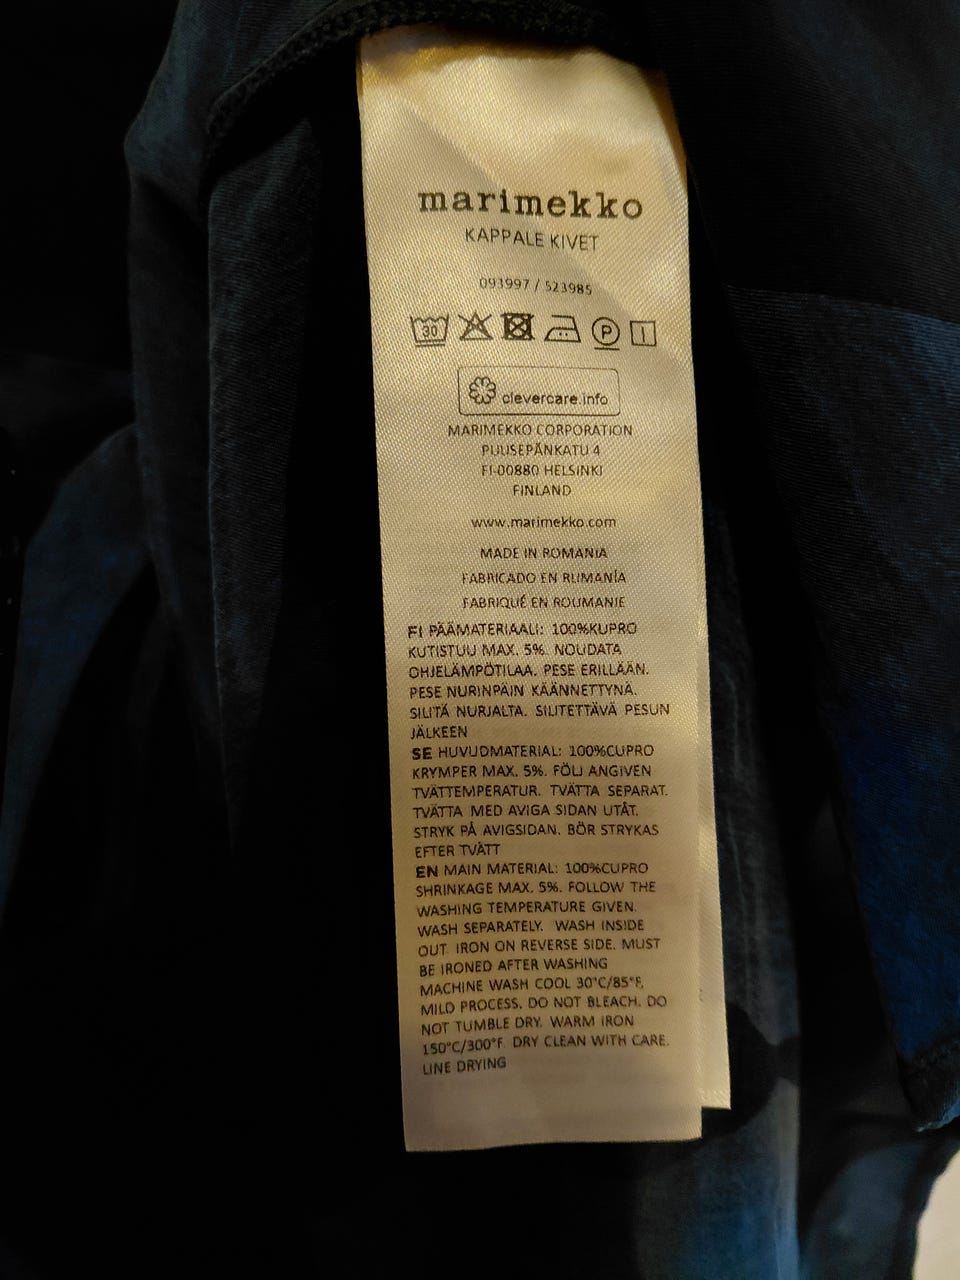 marimekko
KAPPALE KIVET
093997 / 523985
30 P
clevercare.info
MARIMEKKO CORPORATION
PUUSEPÄNKATU 4
FI-00880 HELSINKI
FINLAND
www.marimekko.com
MADE IN ROMANIA
FABRICADO EN RUMANÍA
FABRIQUÉ EN ROUMANIE
FI PÄÄMATERIAALI: 100%KUPRO
KUTISTUU MAX. 5%. NOUDATA
OHJELÄMPÖTILAA. PESE ERILLÄÄN.
PESE NURINPÄIN KÄÄNNETTYNÄ.
SILITÄ NURJALTA. SILITETTÄVÄ PESUN
JÄLKEEN
SE HUVUDMATERIAL: 100%CUPRO
KRYMPER MAX. 5%. FÖLJ ANGIVEN
TVÄTTEMPERATUR. TVÄTTA SEPARAT.
TVÄTTA MED AVIGA SIDAN UTÅT.
STRYK PÅ AVIGSIDAN. BÖR STRYKAS
EFTER TVÄTT
EN MAIN MATERIAL: 100%CUPRO
SHRINKAGE MAX. 5%. FOLLOW THE
WASHING TEMPERATURE GIVEN.
WASH SEPARATELY. WASH INSIDE
OUT. IRON ON REVERSE SIDE. MUST
BE IRONED AFTER WASHING
MACHINE WASH COOL 30°C/85°F,
MILD PROCESS. DO NOT BLEACH. DO
NOT TUMBLE DRY. WARM IRON
150°C/300°F. DRY CLEAN WITH CARE.
LINE DRYING